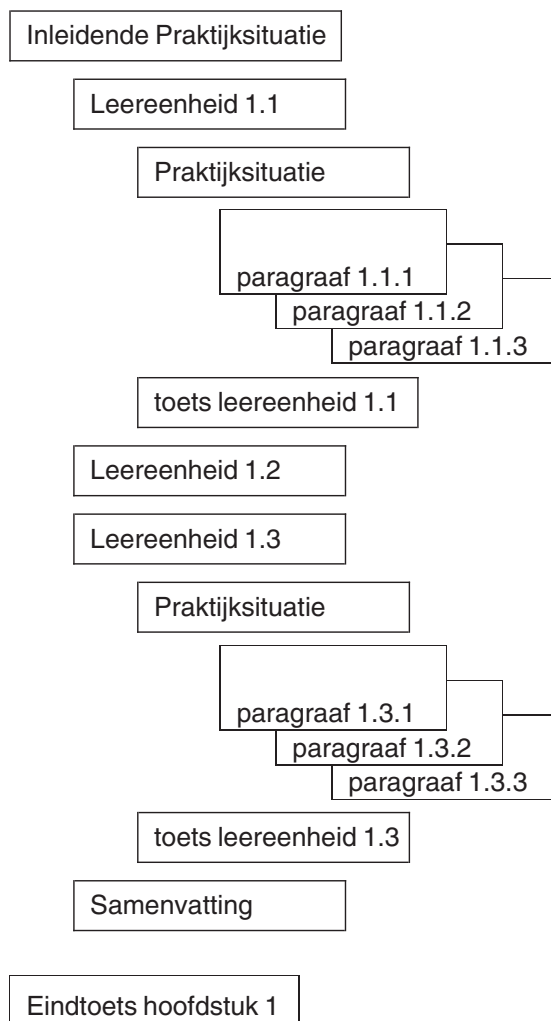 Inleidende Praktijksituatie
Leereenheid 1.1
Praktijksituatie
paragraaf 1.1.1
paragraaf 1.1.2
paragraaf 1.1.3
toets leereenheid 1.1
Leereenheid 1.2
Leereenheid 1.3
Praktijksituatie
paragraaf 1.3.1
paragraaf 1.3.2
paragraaf 1.3.3
toets leereenheid 1.3
Samenvatting
Eindtoets hoofdstuk 1